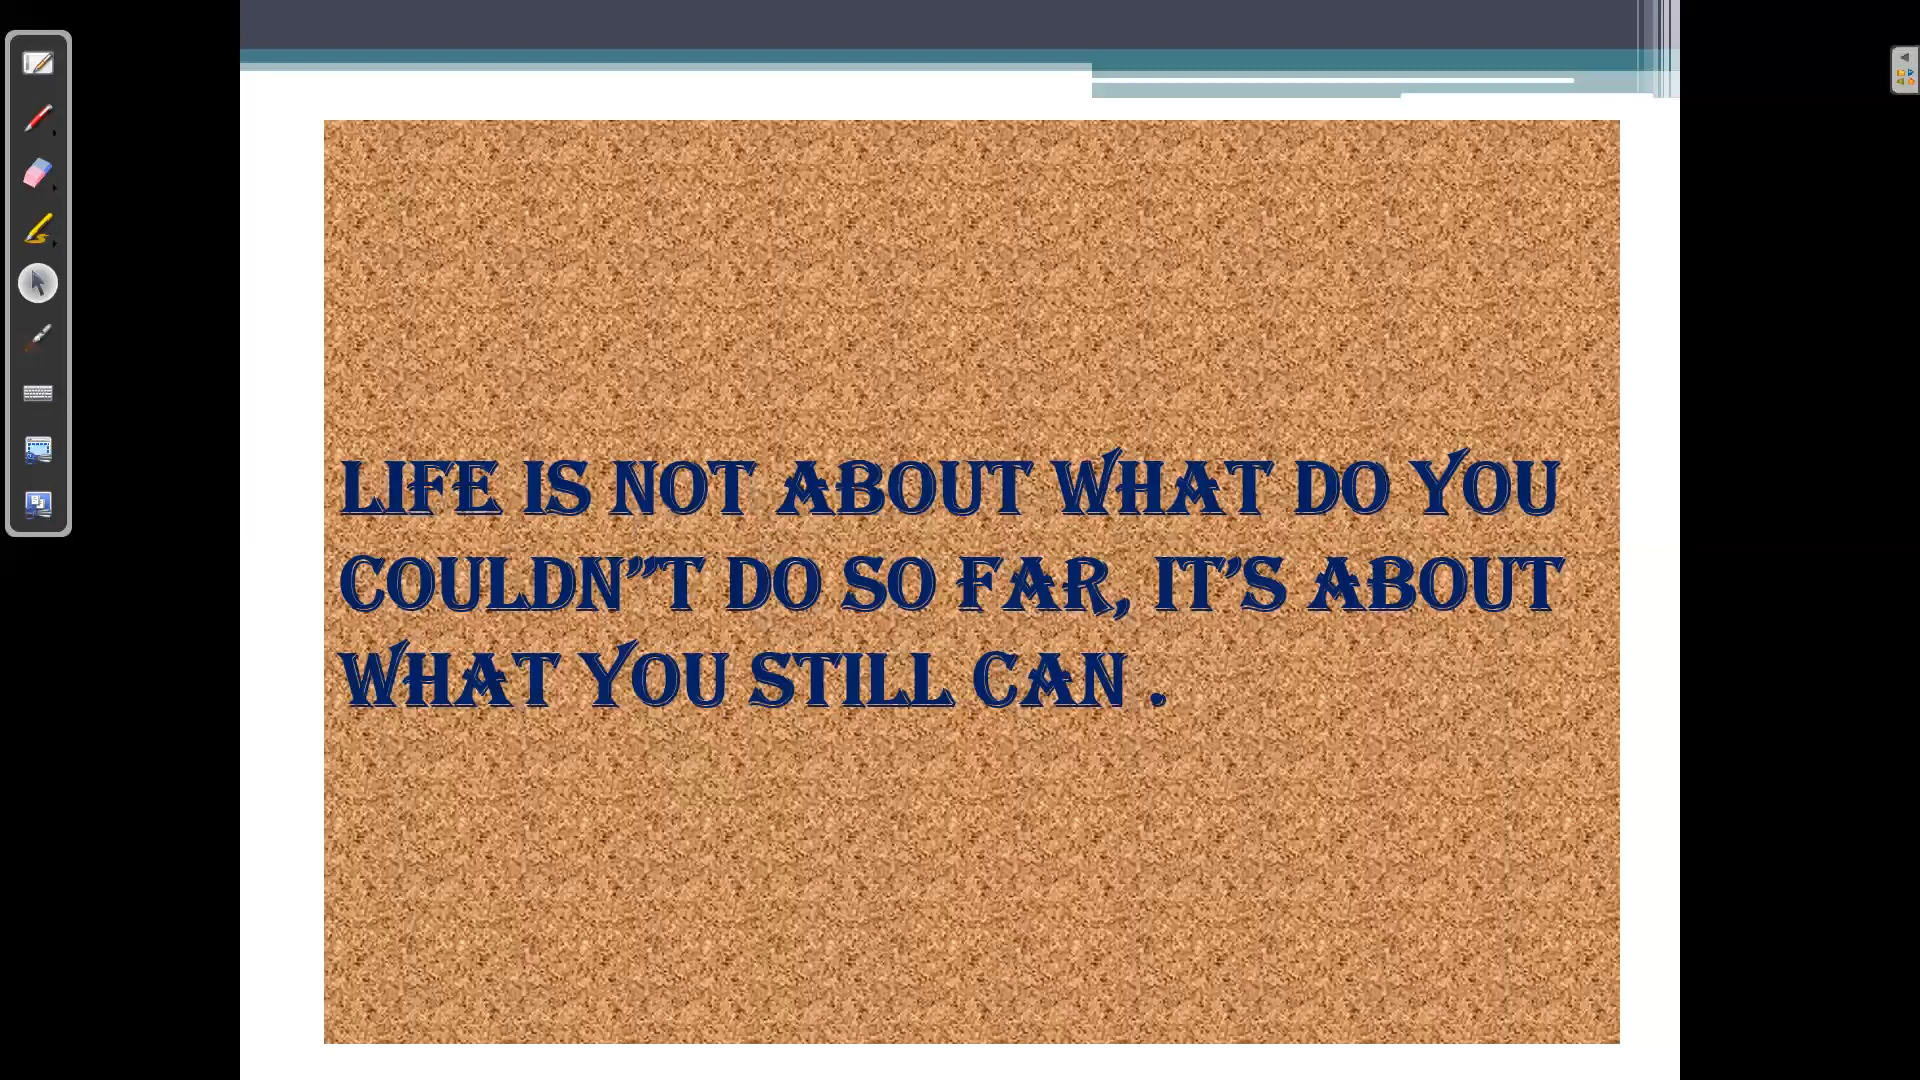 LIFE IS NOT ABOUT WHAT DO YOU
COULDN”T DO SO FAR, IT’S ABOUT
WHAT YOU STILL CAN .